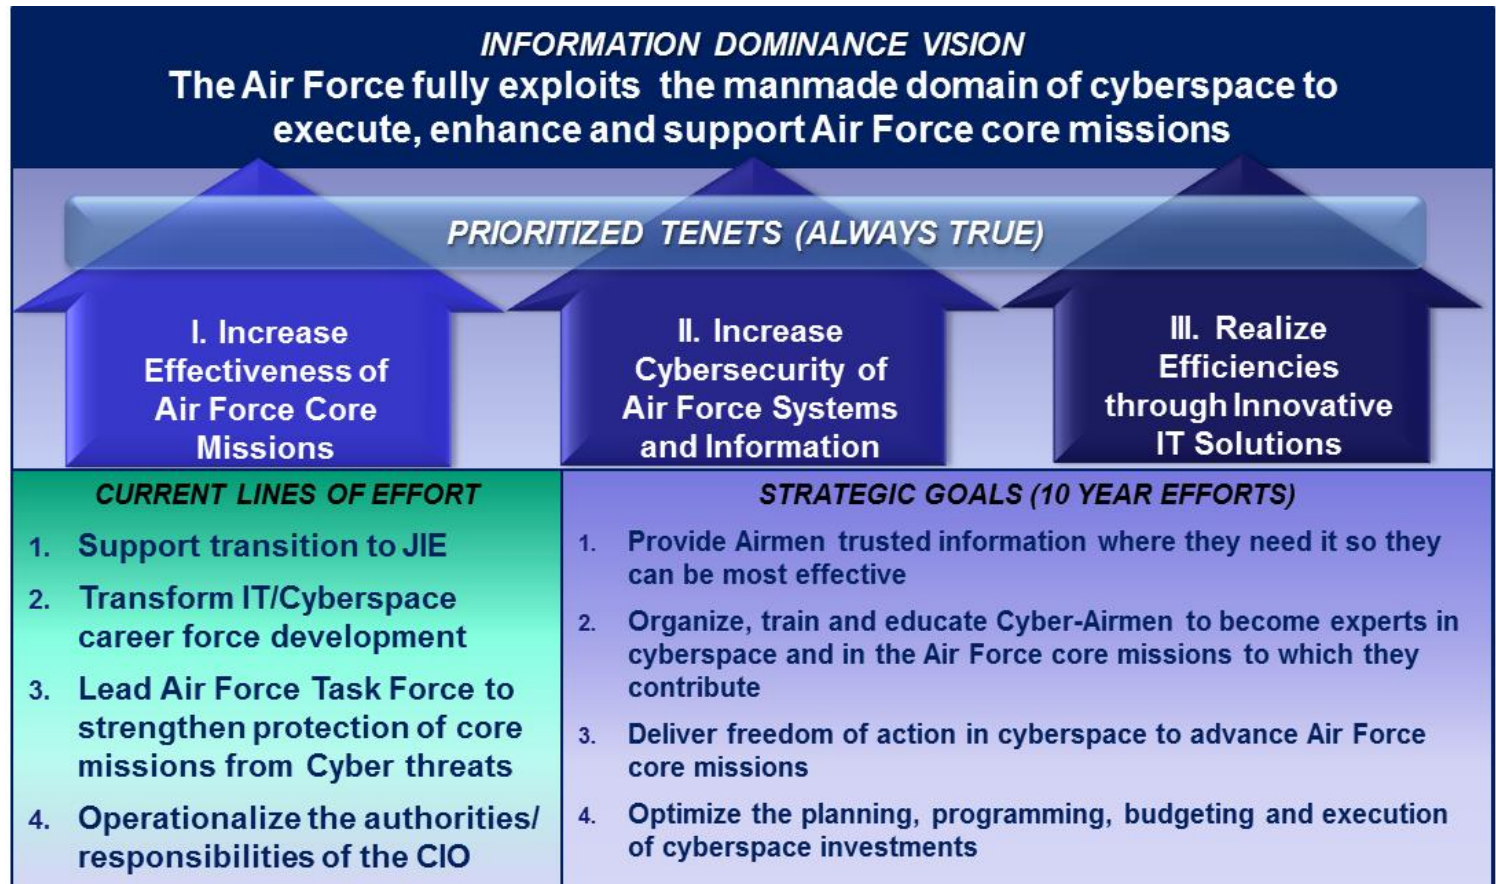 INFORMATION DOMINANCE VISION
The Air Force fully exploits the manmade domain of cyberspace to
execute, enhance and support Air Force core missions
PRIORITIZED TENETS (ALWAYS TRUE)
I. Increase
Effectiveness of
Air Force Core
Missions
II. Increase
Cybersecurity of
Air Force Systems
and Information
III. Realize
Efficiencies
through Innovative
IT Solutions
CURRENT LINES OF EFFORT
1. Support transition to JIE
2. Transform IT/Cyberspace
career force development
3. Lead Air Force Task Force to
strengthen protection of core
missions from Cyber threats
4. Operationalize the authorities/
responsibilities of the CIO
STRATEGIC GOALS (10 YEAR EFFORTS)
1. Provide Airmen trusted information where they need it so they
can be most effective
2. Organize, train and educate Cyber-Airmen to become experts in
cyberspace and in the Air Force core missions to which they
contribute
3. Deliver freedom of action in cyberspace to advance Air Force
core missions
4. Optimize the planning, programming, budgeting and execution
of cyberspace investments